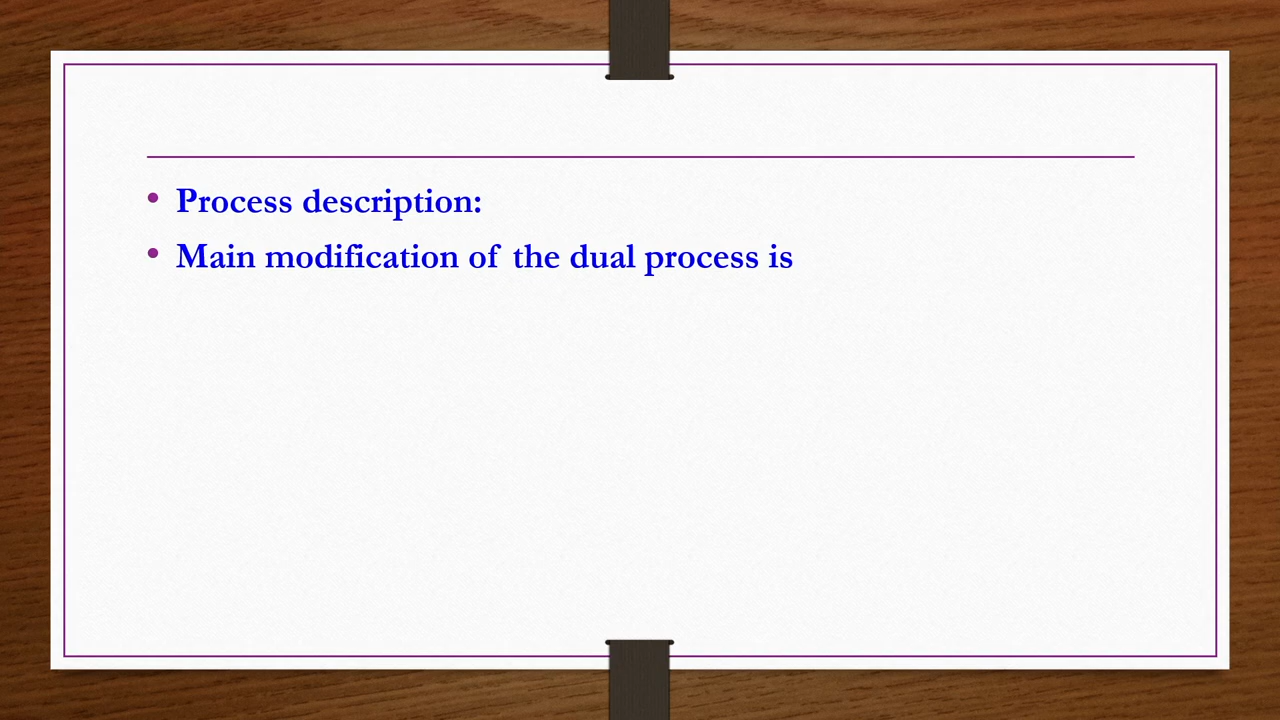 • Process description:
• Main modification of the dual process is